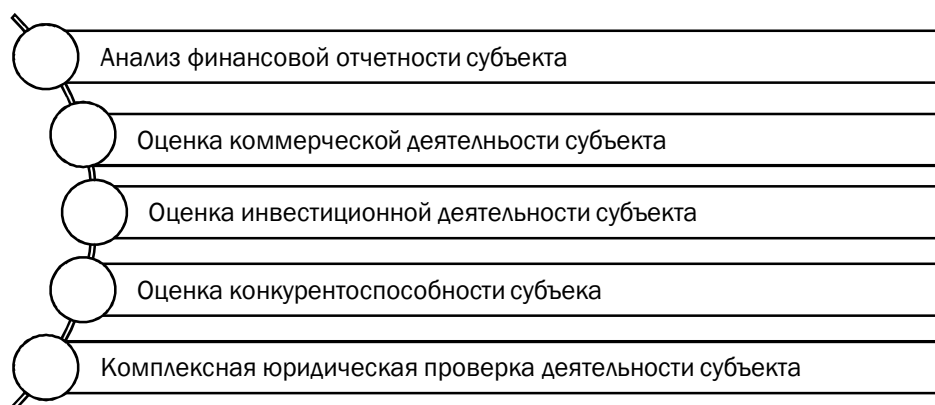 Анализ финансовой отчетности субъекта
Оценка коммерческой деятелньости субъекта
Оценка инвестиционной деятельности субъекта
Оценка конкурентоспособности субъека
Комплексная юридическая проверка деятельности субъекта